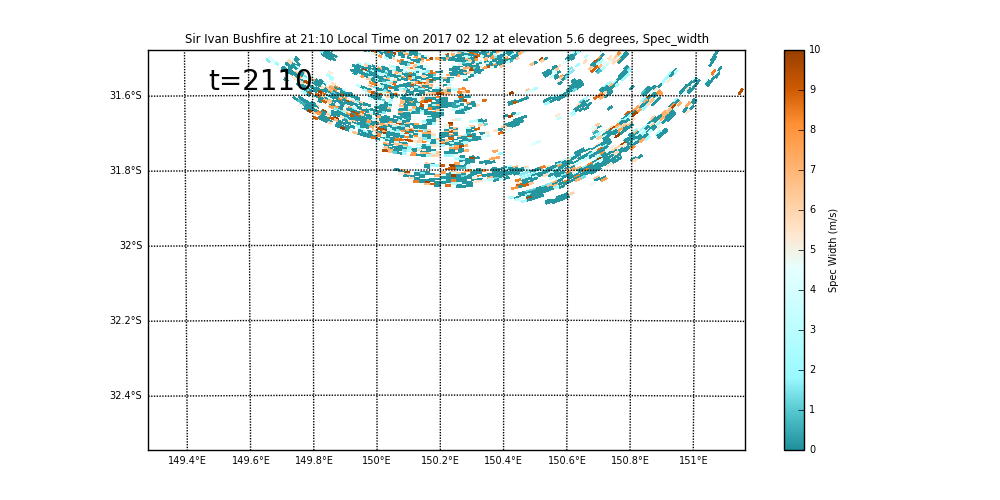 Sir Ivan Bushfire at 21:10 Local Time on 2017 02 12 at elevation 5.6 degrees, Spec_width
t=2110
31.6°S
31.8°S
32°S
32.2°S
32.4°S
149.4°E 149.6°E 149.8°E 150°E 150.2°E 150.4°E 150.6°E 150.8°E 151°E
10
9
8
7
6
5
4
3
2
1
0
Spec Width (m/s)